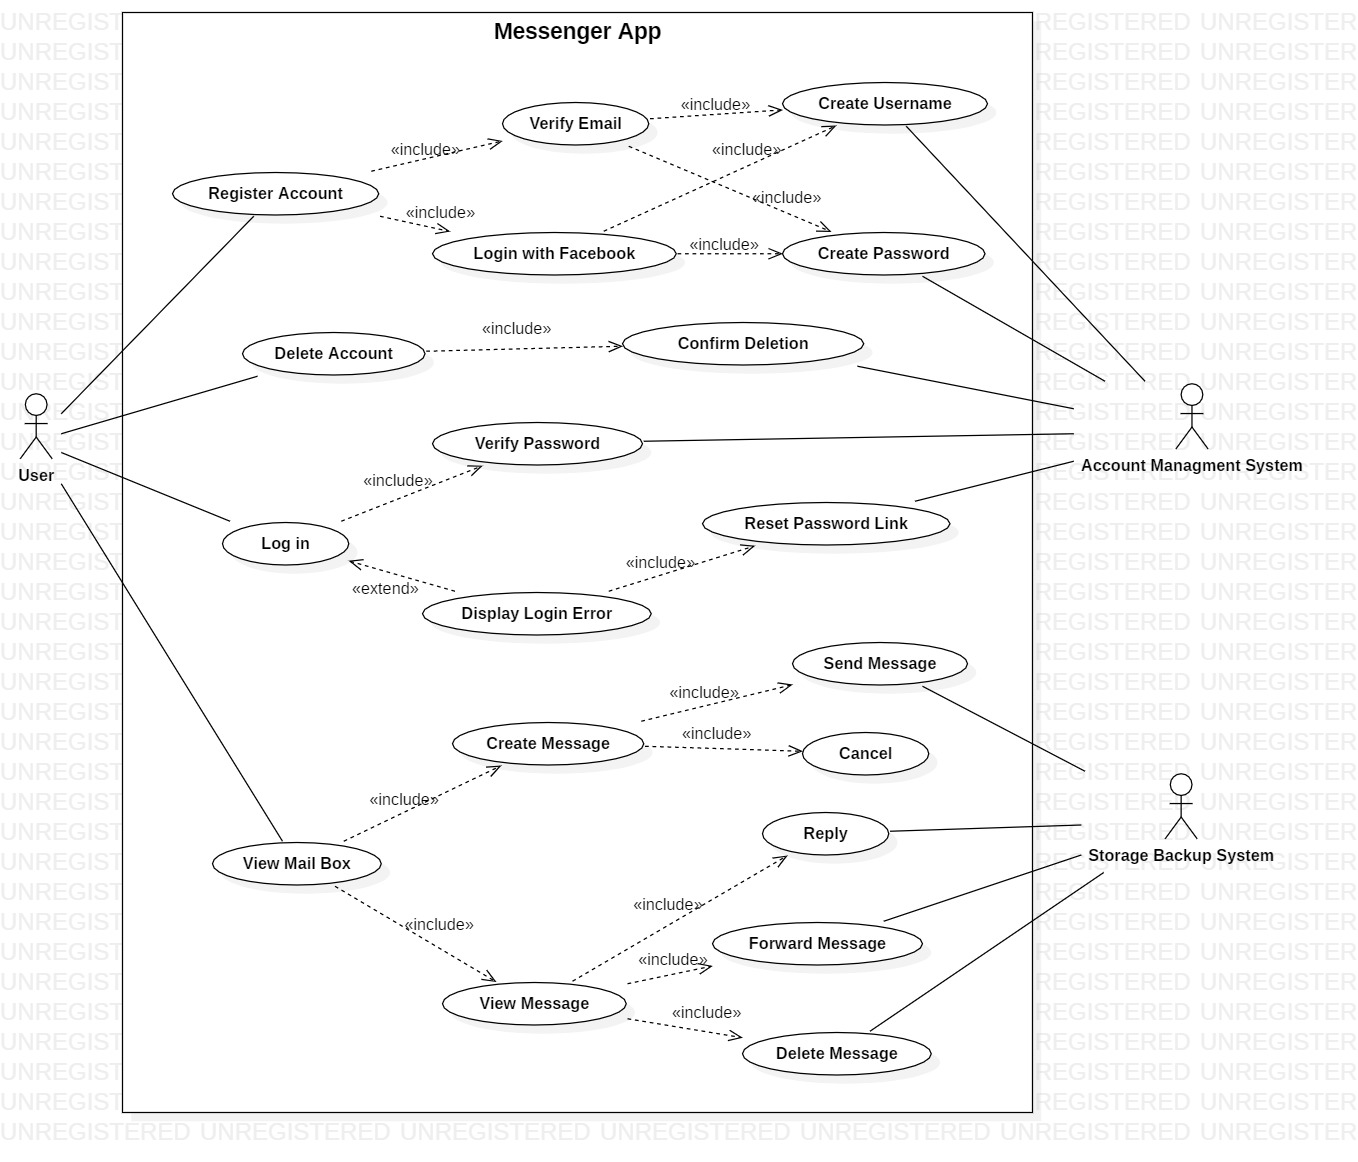 Messenger App
«include»
Create Username
Verify Email
«include»
«include»
Register Account
«include»
«include»
Login with Facebook
«include»
Create Password
Delete Account
«include»
Confirm Deletion
User
Verify Password
Account Managment System
«include»
Reset Password Link
Log in
«include»
«extend»
Display Login Error
Send Message
«include»
Create Message
«include»
Cancel
«include»
Reply
Storage Backup System
View Mail Box
«include»
«include»
Forward Message
«include»
View Message
«include»
Delete Message
UNREGISTERED UNREGISTERED UNREGISTERED UNREGISTERED UNREGISTERED UNREGISTERED UNREGISTER